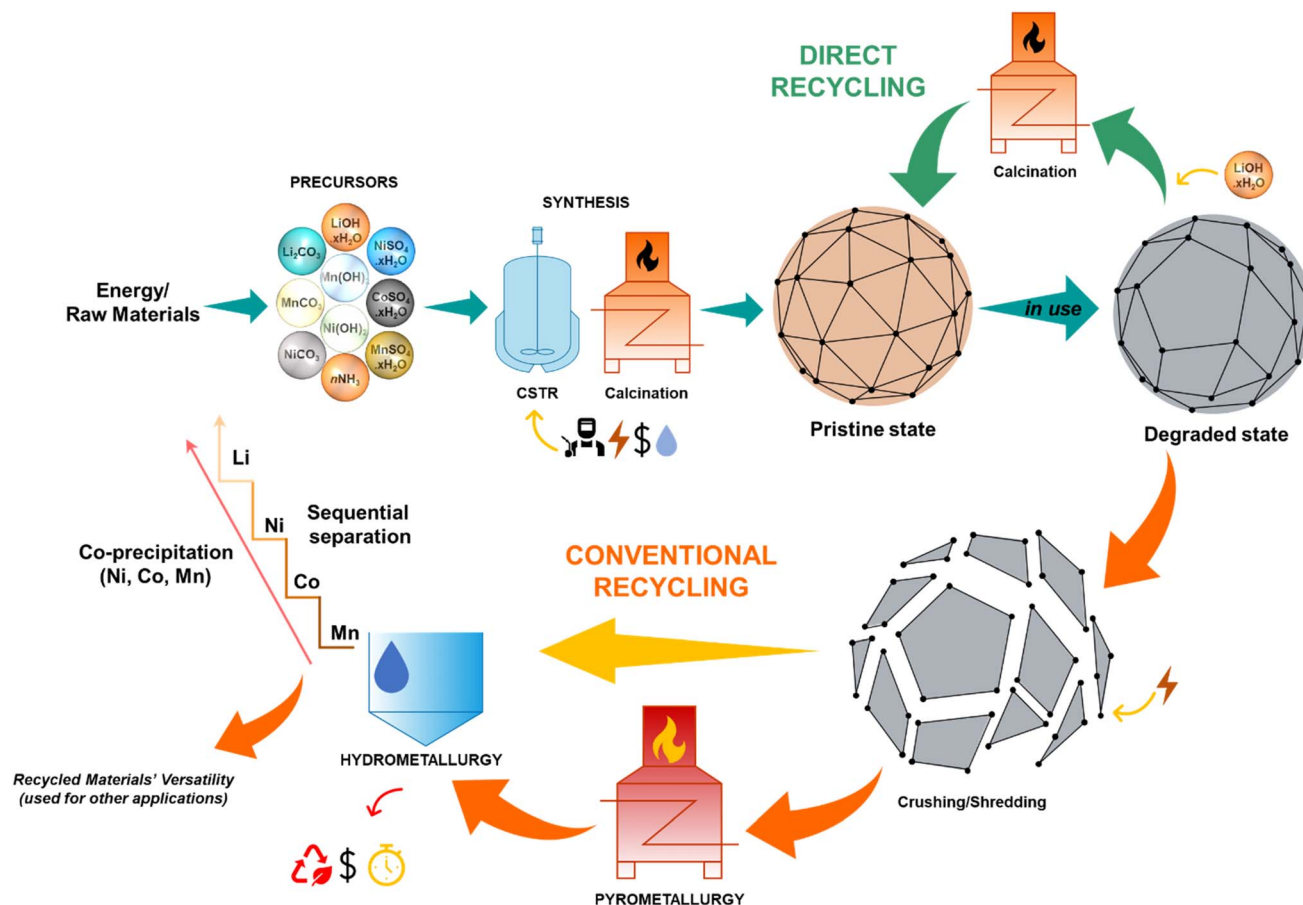 DIRECT
RECYCLING
Calcination
LiOH
.xH₂O
PRECURSORS
LiOH
.xH₂O
Li₂CO₃
NiSO₄
.xH₂O
Mn(OH)₂
MnCO₃
CoSO₄
.xH₂O
Ni(OH)₂
NiCO₃
MnSO₄
.xH₂O
nNH₃
Energy/
Raw Materials
SYNTHESIS
CSTR
Calcination
$
Pristine state
in use
Degraded state
Li
Ni
Co
Mn
Sequential
separation
Co-precipitation
(Ni, Co, Mn)
CONVENTIONAL
RECYCLING
Crushing/Shredding
HYDROMETALLURGY
$
PYROMETALLURGY
Recycled Materials' Versatility
(used for other applications)